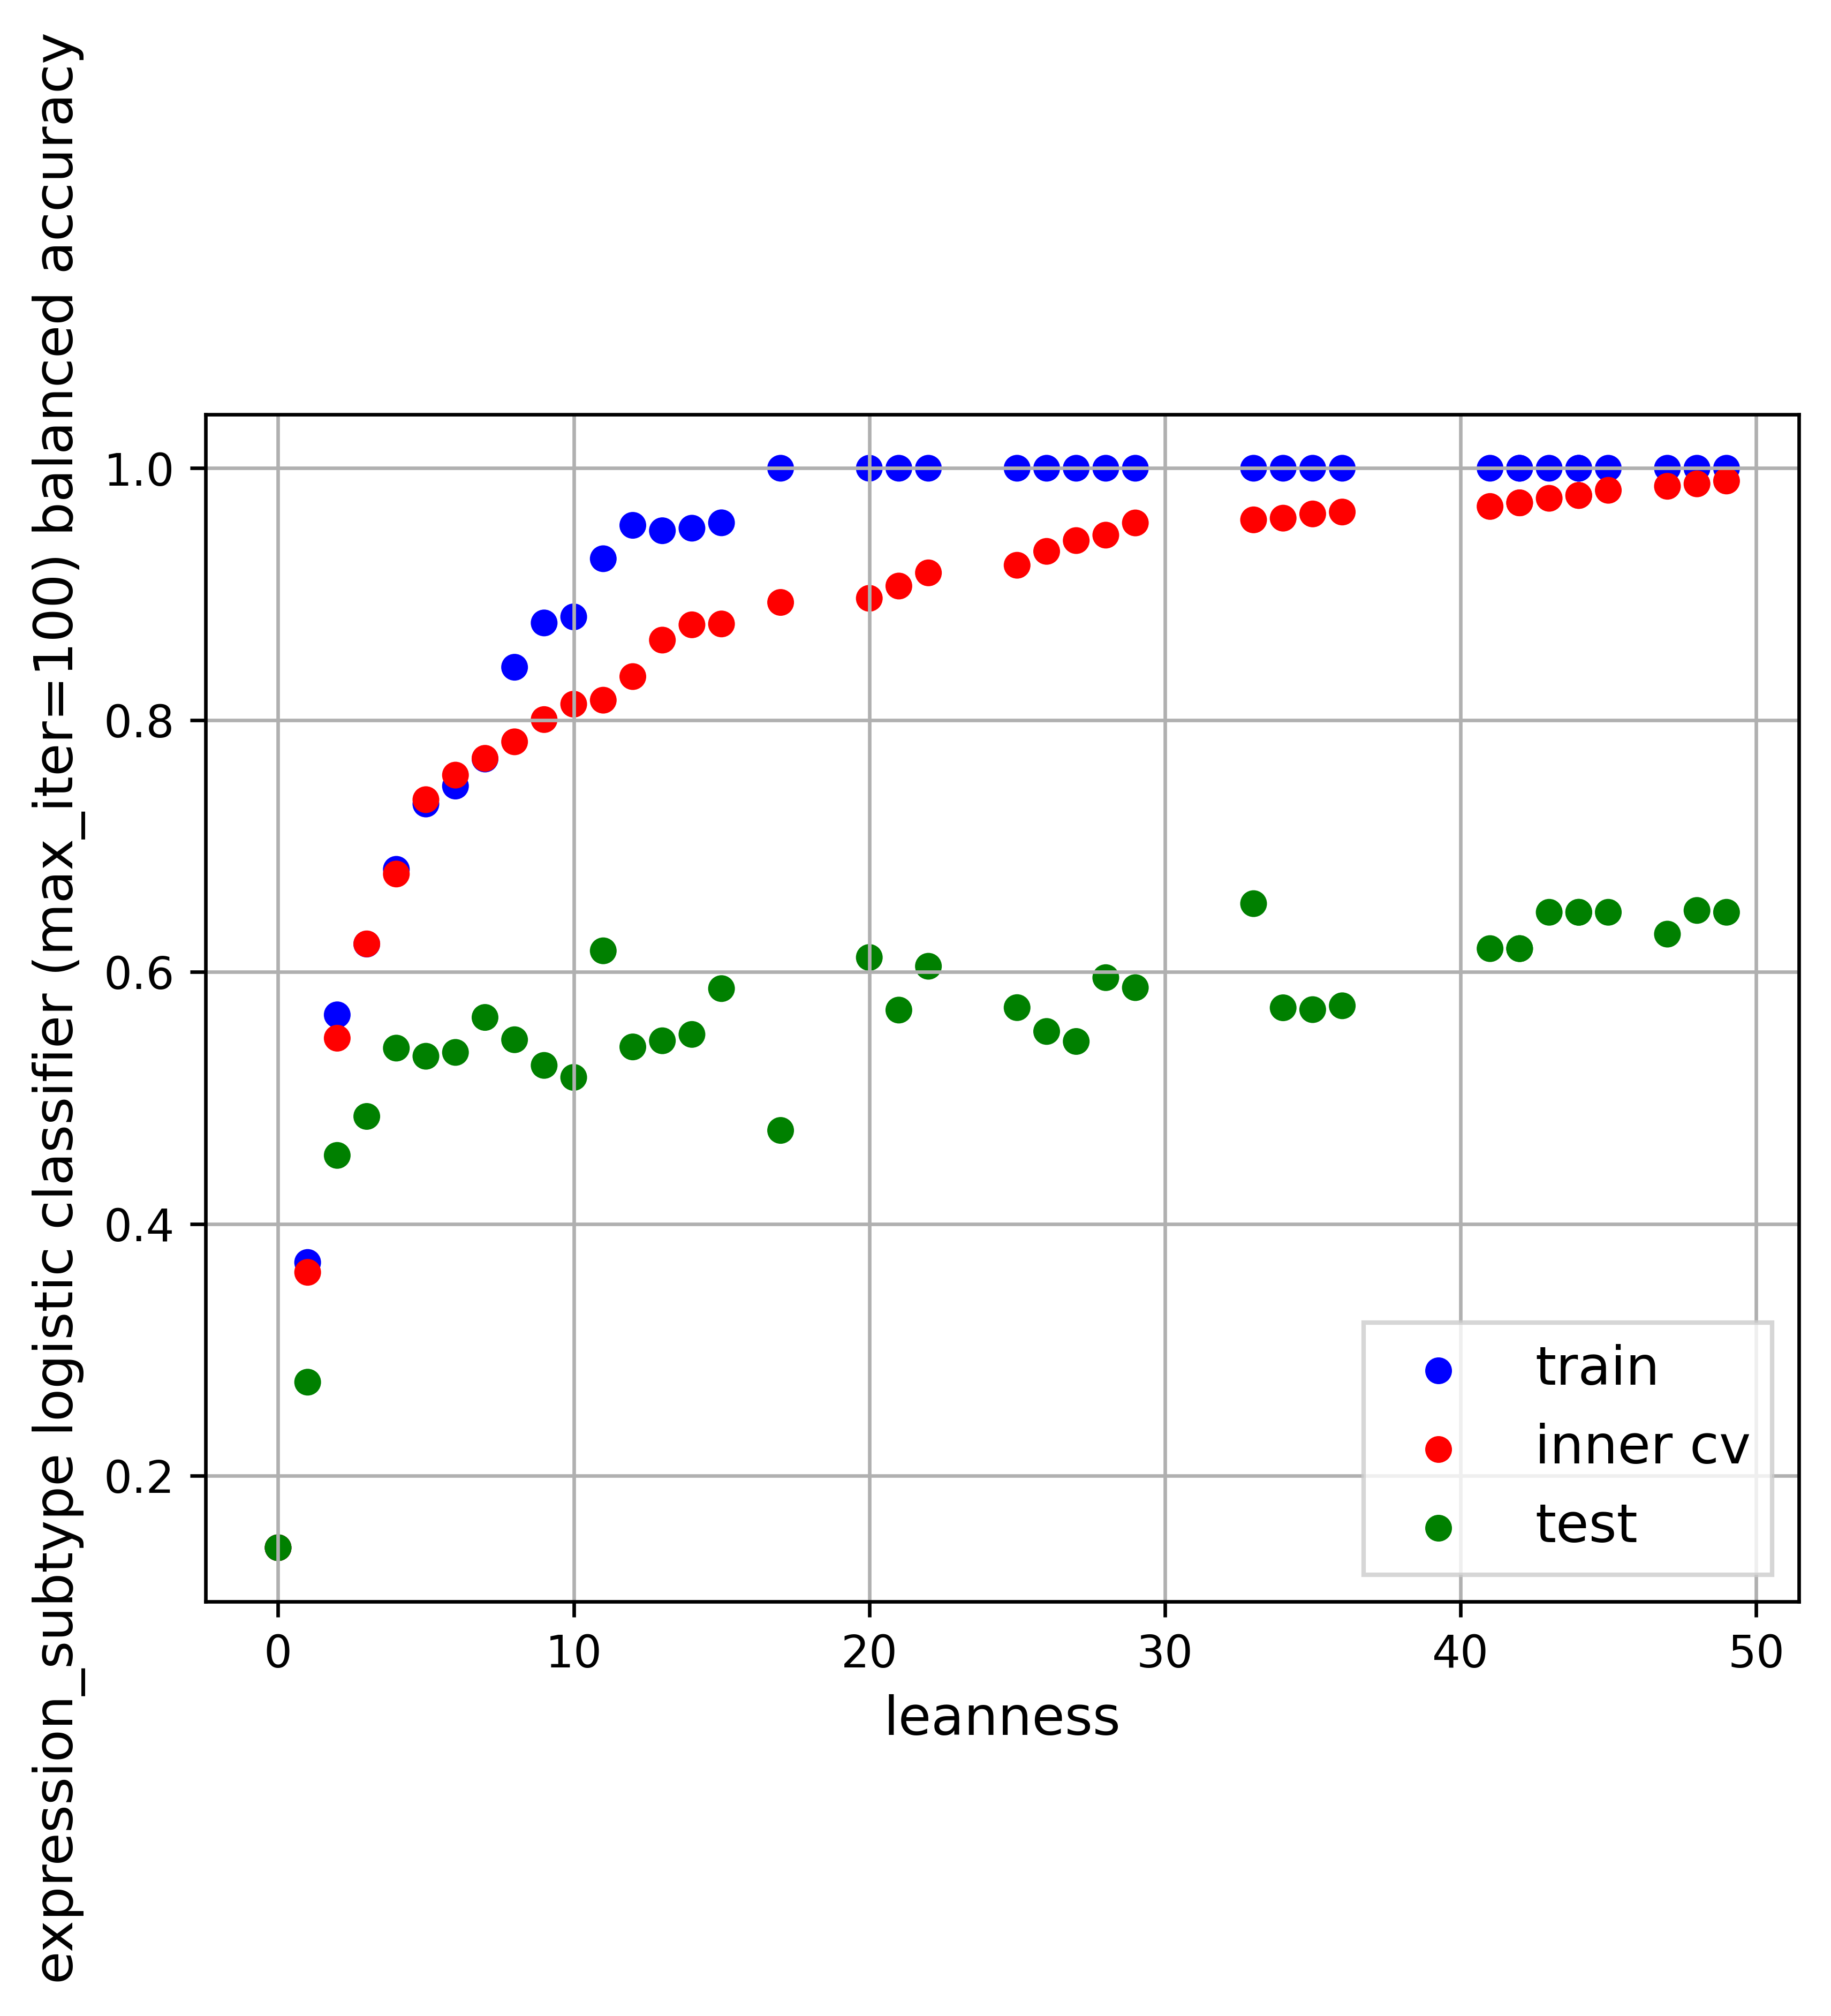 expression_subtype logistic classifier (max_iter=100) balanced accuracy
1.0
0.8
0.6
0.4
0.2
0 10 20 30 40 50
leanness
train
inner cv
test